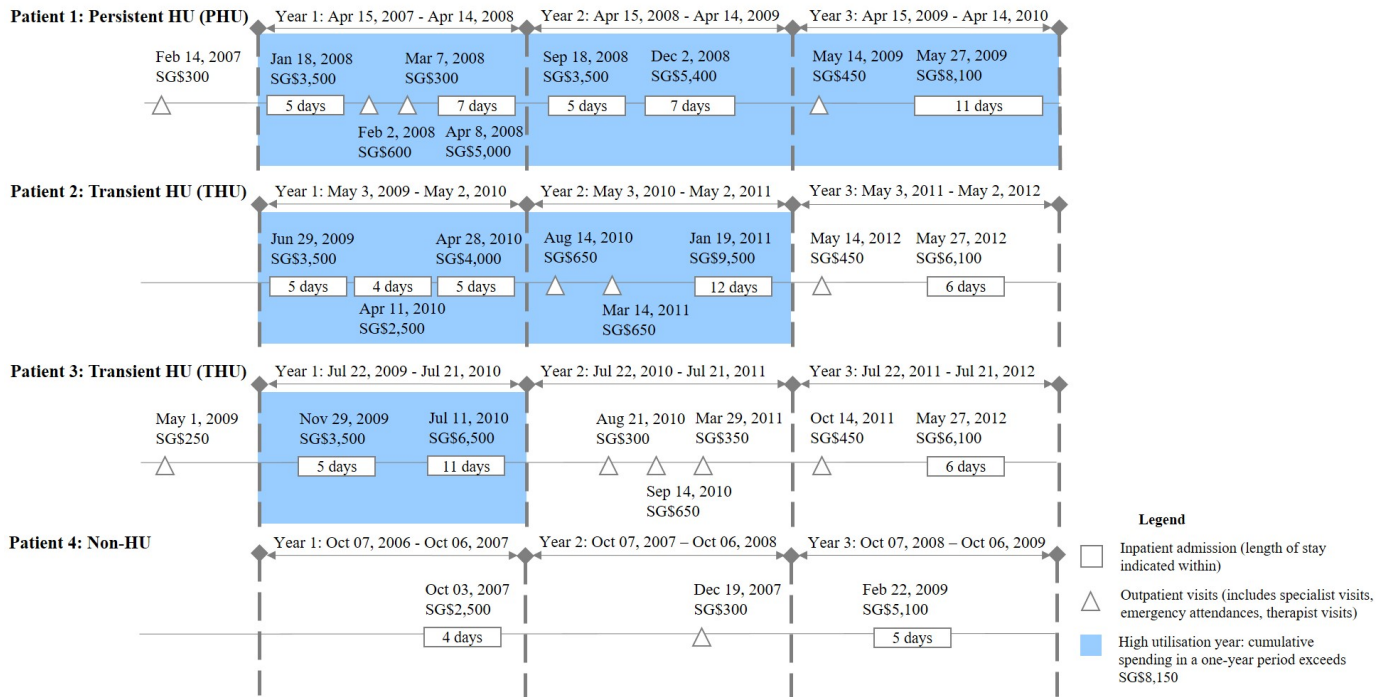 Patient 1: Persistent HU (PHU)
Year 1: Apr 15, 2007 - Apr 14, 2008
Year 2: Apr 15, 2008 - Apr 14, 2009
Year 3: Apr 15, 2009 - Apr 14, 2010
Feb 14, 2007
SG$300
Jan 18, 2008
SG$3,500
5 days
Feb 2, 2008
SG$600
Mar 7, 2008
SG$300
7 days
Apr 8, 2008
SG$5,000
Sep 18, 2008
SG$3,500
5 days
Dec 2, 2008
SG$5,400
7 days
May 14, 2009
SG$450
May 27, 2009
SG$8,100
11 days
Patient 2: Transient HU (THU)
Year 1: May 3, 2009 - May 2, 2010
Year 2: May 3, 2010 - May 2, 2011
Year 3: May 3, 2011 - May 2, 2012
Jun 29, 2009
SG$3,500
5 days
4 days
Apr 11, 2010
SG$2,500
Apr 28, 2010
SG$4,000
5 days
Aug 14, 2010
SG$650
Mar 14, 2011
SG$650
Jan 19, 2011
SG$9,500
12 days
May 14, 2012
SG$450
May 27, 2012
SG$6,100
6 days
Patient 3: Transient HU (THU)
Year 1: Jul 22, 2009 - Jul 21, 2010
Year 2: Jul 22, 2010 - Jul 21, 2011
Year 3: Jul 22, 2011 - Jul 21, 2012
May 1, 2009
SG$250
Nov 29, 2009
SG$3,500
5 days
Jul 11, 2010
SG$6,500
11 days
Aug 21, 2010
SG$300
Sep 14, 2010
SG$650
Mar 29, 2011
SG$350
Oct 14, 2011
SG$450
May 27, 2012
SG$6,100
6 days
Patient 4: Non-HU
Year 1: Oct 07, 2006 - Oct 06, 2007
Year 2: Oct 07, 2007 – Oct 06, 2008
Year 3: Oct 07, 2008 – Oct 06, 2009
Oct 03, 2007
SG$2,500
4 days
Dec 19, 2007
SG$300
Feb 22, 2009
SG$5,100
5 days
Legend
Inpatient admission (length of stay
indicated within)
Outpatient visits (includes specialist visits,
emergency attendances, therapist visits)
High utilisation year: cumulative
spending in a one-year period exceeds
SG$8,150